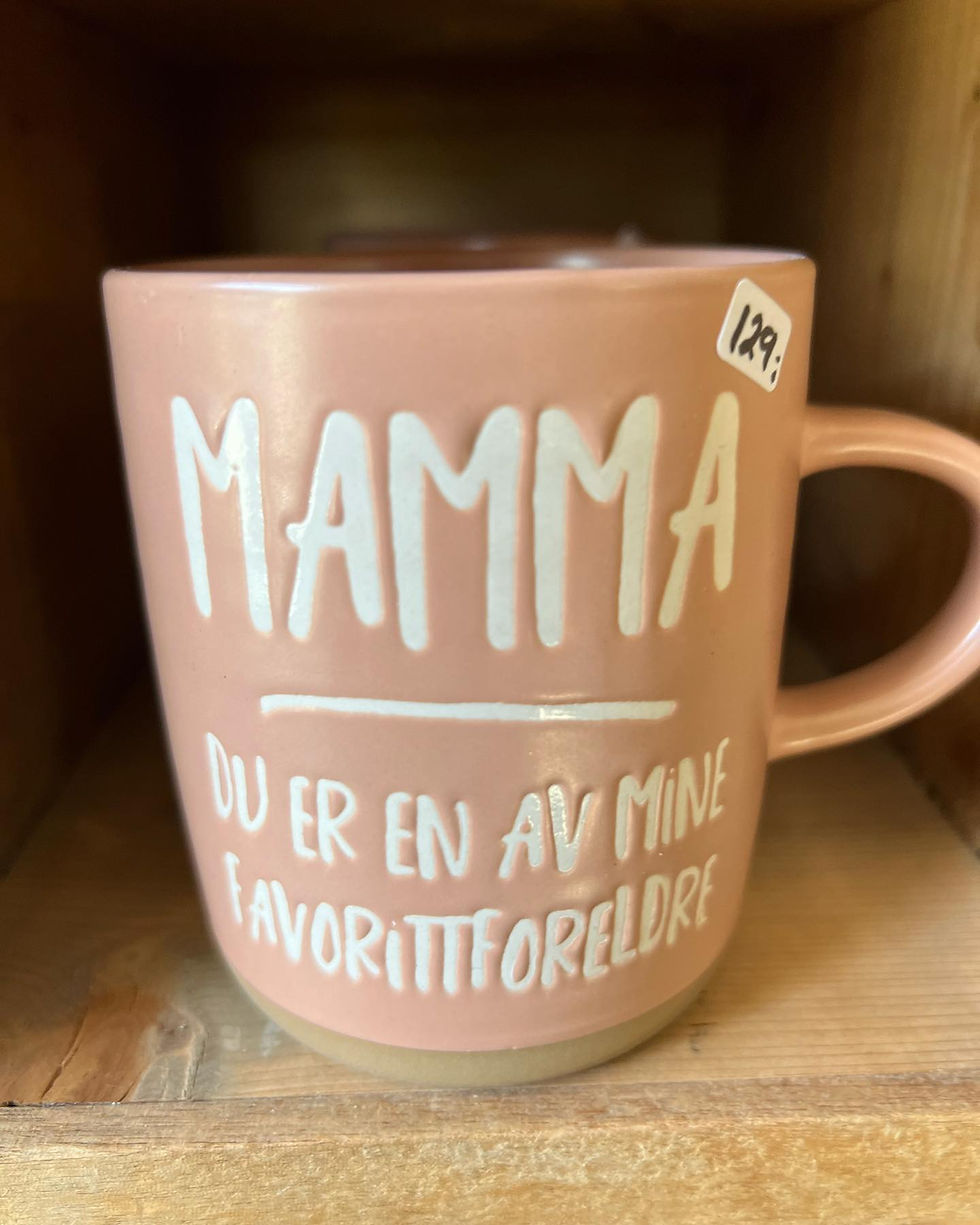 129:
MAMMA
DU ER EN AV MINE
FAVORITTFORELDRE